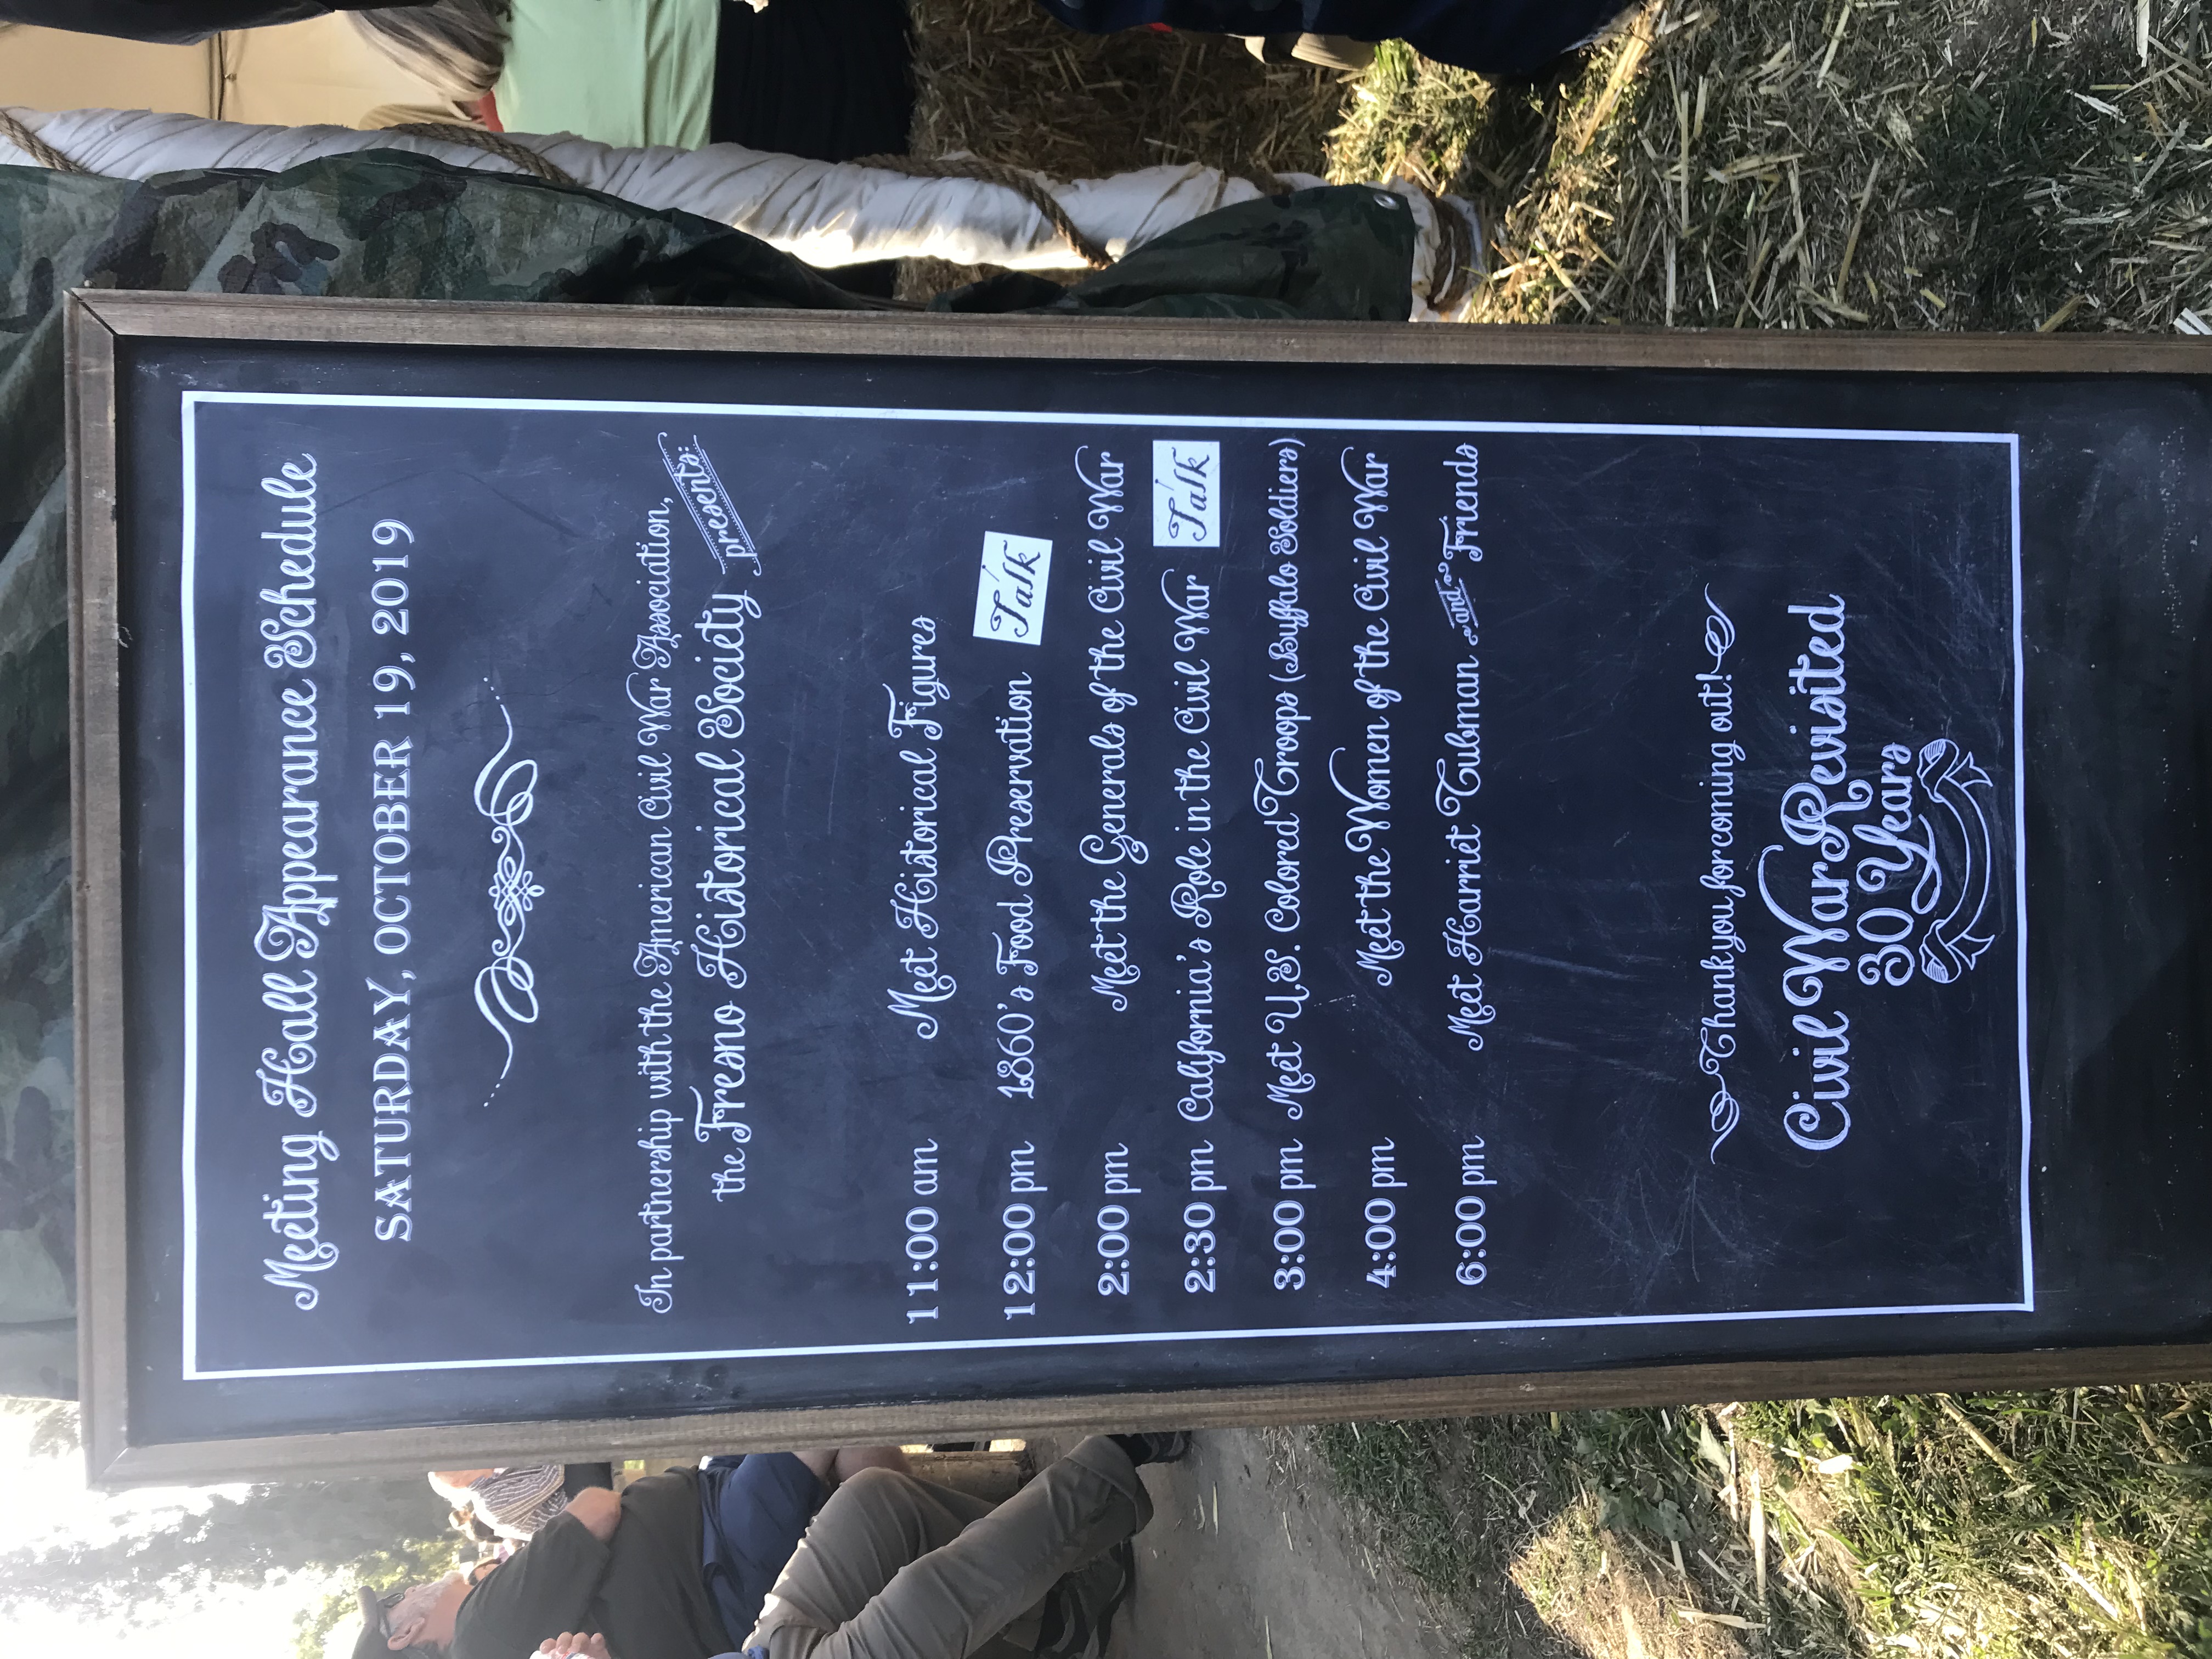 Meeting Hall Appearance Schedule
SATURDAY, OCTOBER 19, 2019
In partnership with the American Civil War Association,
the Fresno Historical Society presents:
11:00 am Meet Historical Figures
12:00 pm 1860's Food Preservation Talk
2:00 pm Meet the Generals of the Civil War
2:30 pm California's Role in the Civil War Talk
3:00 pm Meet U.S. Colored Troops (Buffalo Soldiers)
4:00 pm Meet the Women of the Civil War
6:00 pm Meet Harriet Tubman and Friends
Thank you for coming out!
Civil War Revisited
30 Years